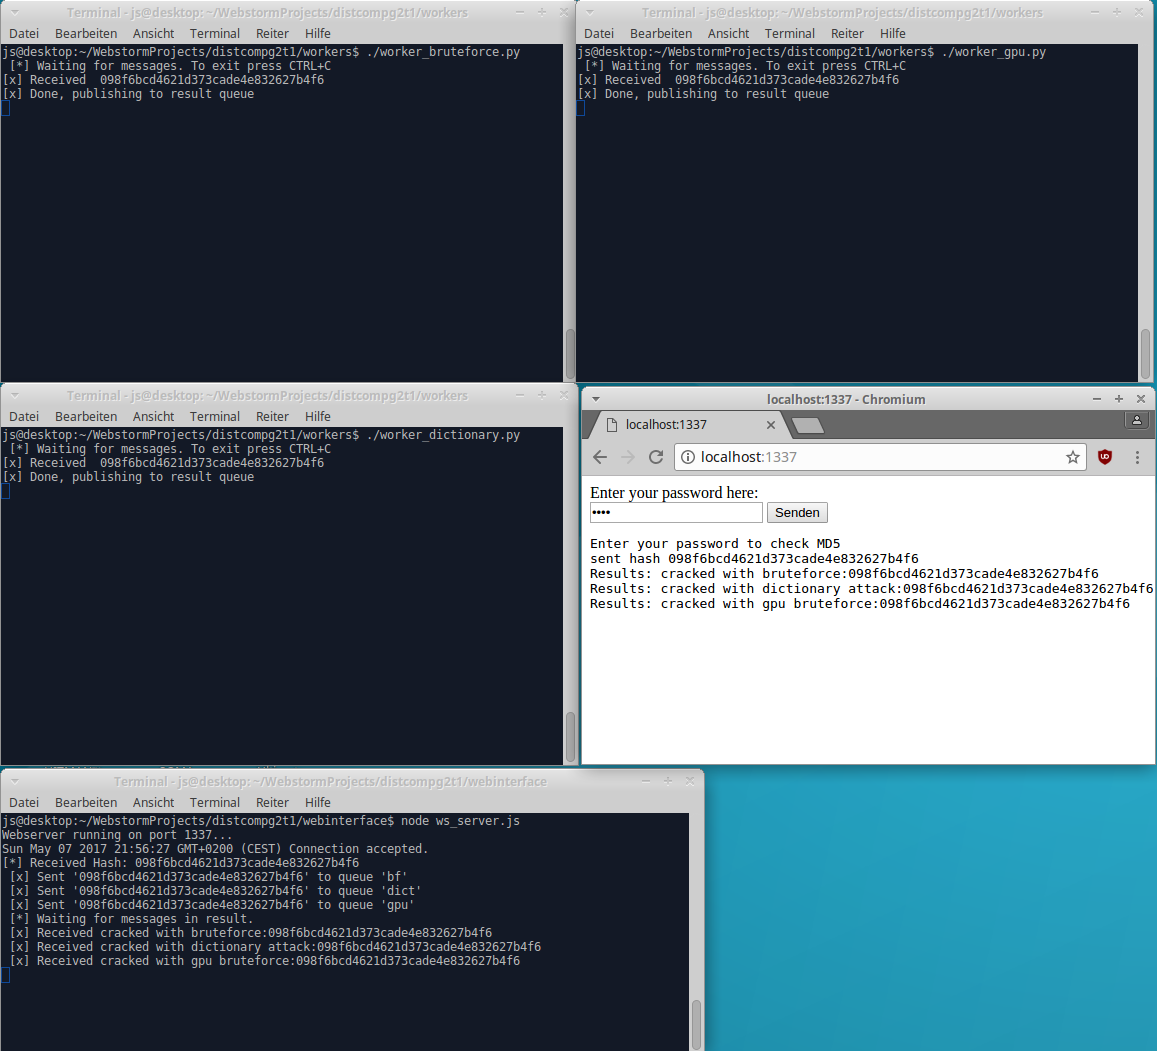 Terminal - js@desktop: ~/WebstormProjects/distcompg2t1/workers
Datei Bearbeiten Ansicht Terminal Reiter Hilfe
js@desktop:~/WebstormProjects/distcompg2t1/workers$ ./worker_bruteforce.py
[*] Waiting for messages. To exit press CTRL+C
[x] Received 098f6bcd4621d373cade4e832627b4f6
[x] Done, publishing to result queue
Terminal - js@desktop: ~/WebstormProjects/distcompg2t1/workers
Datei Bearbeiten Ansicht Terminal Reiter Hilfe
js@desktop:~/WebstormProjects/distcompg2t1/workers$ ./worker_gpu.py
[*] Waiting for messages. To exit press CTRL+C
[x] Received 098f6bcd4621d373cade4e832627b4f6
[x] Done, publishing to result queue
Terminal - js@desktop: ~/WebstormProjects/distcompg2t1/workers
Datei Bearbeiten Ansicht Terminal Reiter Hilfe
js@desktop:~/WebstormProjects/distcompg2t1/workers$ ./worker_dictionary.py
[*] Waiting for messages. To exit press CTRL+C
[x] Received 098f6bcd4621d373cade4e832627b4f6
[x] Done, publishing to result queue
localhost:1337 - Chromium
localhost:1337
localhost:1337
Enter your password here:
•••• Senden
Enter your password to check MD5
sent hash 098f6bcd4621d373cade4e832627b4f6
Results: cracked with bruteforce:098f6bcd4621d373cade4e832627b4f6
Results: cracked with dictionary attack:098f6bcd4621d373cade4e832627b4f6
Results: cracked with gpu bruteforce:098f6bcd4621d373cade4e832627b4f6
Terminal - js@desktop: ~/WebstormProjects/distcompg2t1/webinterface
Datei Bearbeiten Ansicht Terminal Reiter Hilfe
js@desktop:~/WebstormProjects/distcompg2t1/webinterface$ node ws_server.js
Webserver running on port 1337...
Sun May 07 2017 21:56:27 GMT+0200 (CEST) Connection accepted.
[*] Received Hash: 098f6bcd4621d373cade4e832627b4f6
[x] Sent '098f6bcd4621d373cade4e832627b4f6' to queue 'bf'
[x] Sent '098f6bcd4621d373cade4e832627b4f6' to queue 'dict'
[x] Sent '098f6bcd4621d373cade4e832627b4f6' to queue 'gpu'
[*] Waiting for messages in result.
[x] Received cracked with bruteforce:098f6bcd4621d373cade4e832627b4f6
[x] Received cracked with dictionary attack:098f6bcd4621d373cade4e832627b4f6
[x] Received cracked with gpu bruteforce:098f6bcd4621d373cade4e832627b4f6